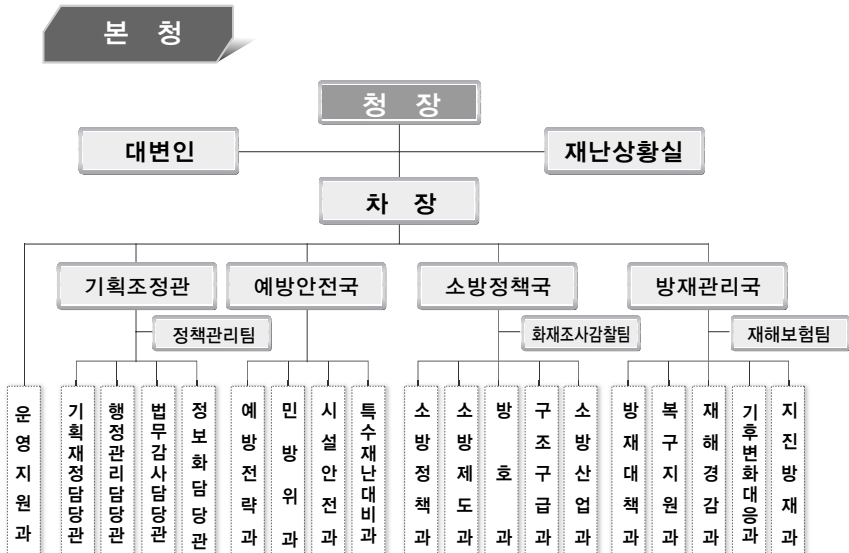 본 청
청 장
대변인
재난상황실
차 장
기획조정관
예방안전국
소방정책국
방재관리국
정책관리팀
화재조사감찰팀
재해보험팀
운영지원과
기획재정담당관
행정관리담당관
법무감사담당관
정보화담당관
예방전략과
민방위과
시설안전과
특수재난대비과
소방정책과
소방제도과
방호과
구조구급과
소방산업과
방재대책과
복구지원과
재해경감과
기후변화대응과
지진방재과